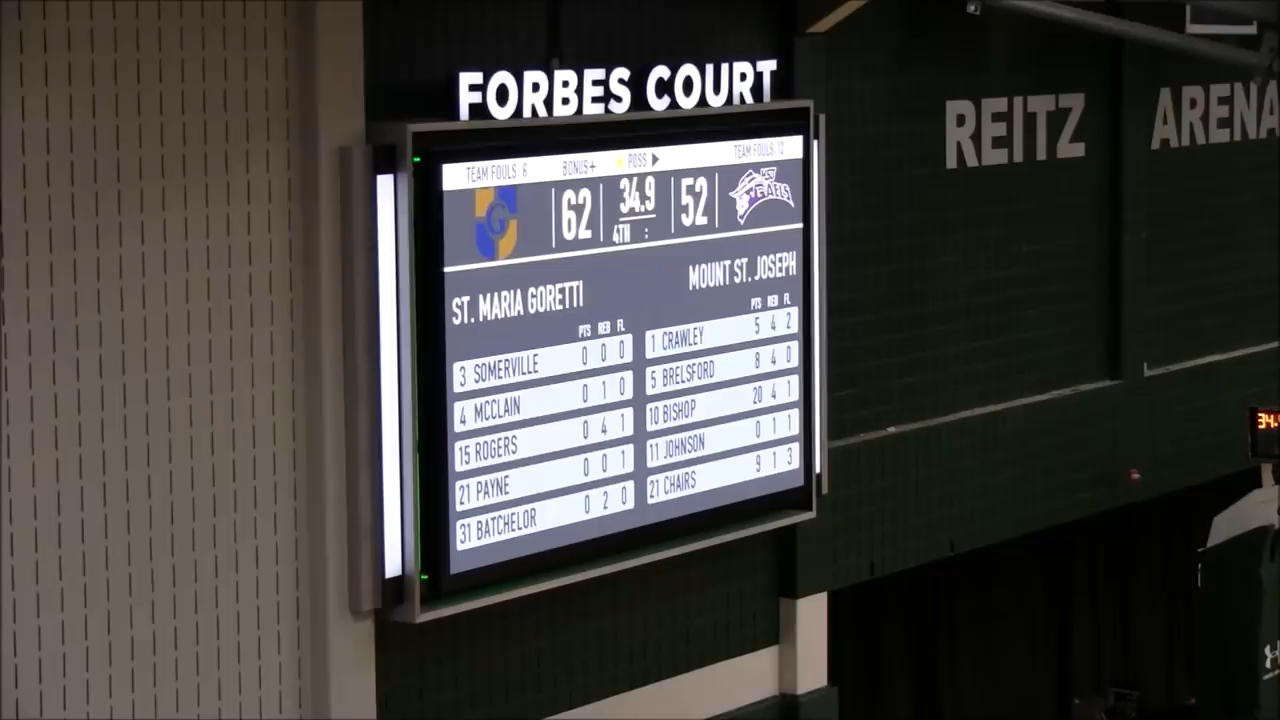 FORBES COURT
REITZ ARENA
TEAM FOULS: 6 BONUS+ POSS TEAM FOULS: 12
G 62 34.9 52
4TH :
MOUNT ST. JOSEPH
ST. MARIA GORETTI
PTS REB FL
3 SOMERVILLE 0 0 0
4 MCCLAIN 0 1 0
15 ROGERS 0 4 1
21 PAYNE 0 0 1
31 BATCHELOR 0 2 0
PTS REB FL
1 CRAWLEY 5 4 2
5 BRELSFORD 8 4 0
10 BISHOP 20 4 1
11 JOHNSON 0 1 1
21 CHAIRS 9 1 3
34.